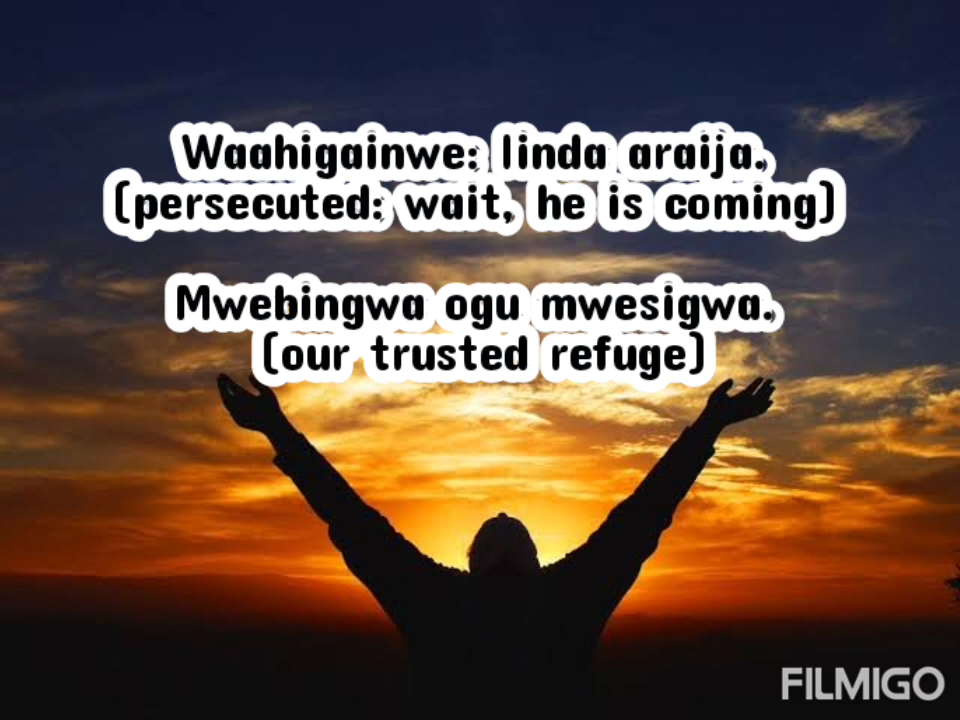 Waahigainwe: linda araija.
(persecuted: wait, he is coming)
Mwebingwa ogu mwesigwa.
(our trusted refuge)
FILMIGO